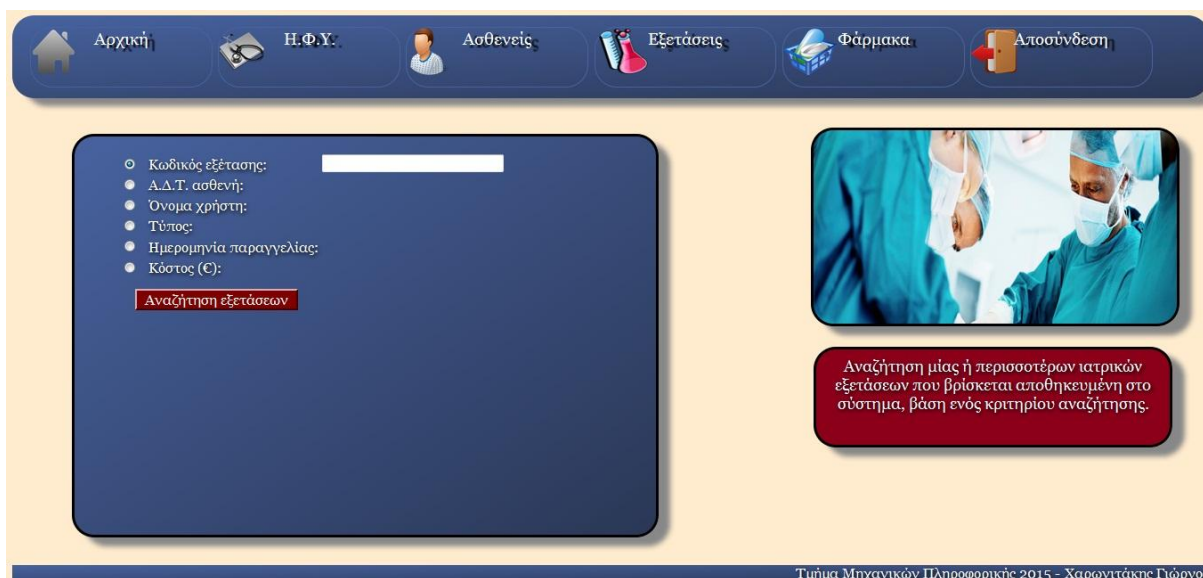 Αρχική
Η.Φ.Υ.
Ασθενείς
Εξετάσεις
Φάρμακα
Αποσύνδεση
Κωδικός εξέτασης:
Α.Δ.Τ. ασθενή:
Όνομα χρήστη:
Τύπος:
Ημερομηνία παραγγελίας:
Κόστος (€):
Αναζήτηση εξετάσεων
Αναζήτηση μίας ή περισσοτέρων ιατρικών
εξετάσεων που βρίσκεται αποθηκευμένη στο
σύστημα, βάση ενός κριτηρίου αναζήτησης.
Τμήμα Μηχανικών Πληροφορικής 2015 - Χαρωνιτάκης Γιώργο